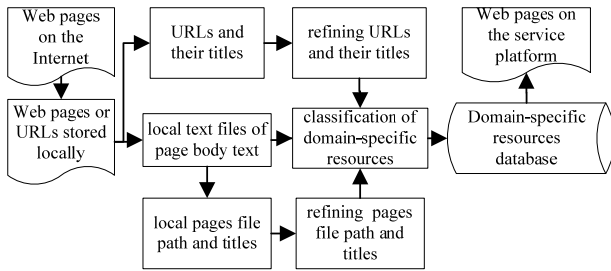 Web pages
on the
Internet
URLs and
their titles
refining URLs
and their titles
Web pages on
the service
platform
Web pages or
URLs stored
locally
local text files of
page body text
classification of
domain-specific
resources
Domain-specific
resources
database
local pages file
path and titles
refining pages
file path and
titles